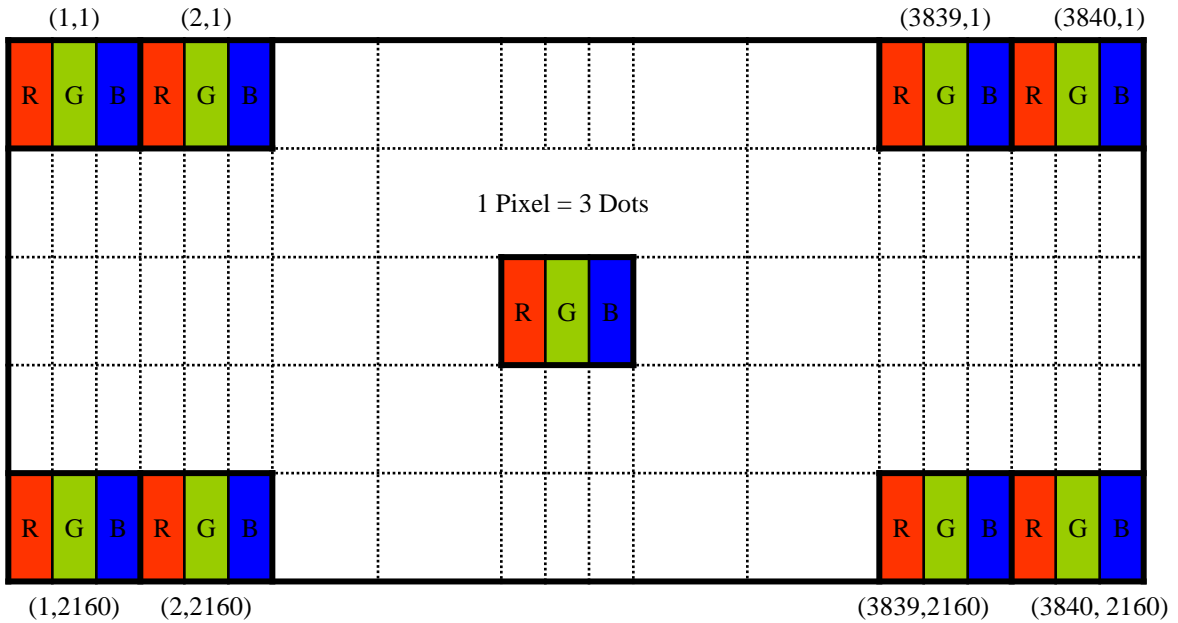 (1,1) (2,1) (3839,1) (3840,1)
R G B R G B R G B R G B
1 Pixel = 3 Dots
R G B
R G B R G B R G B R G B
(1,2160) (2,2160) (3839,2160) (3840, 2160)